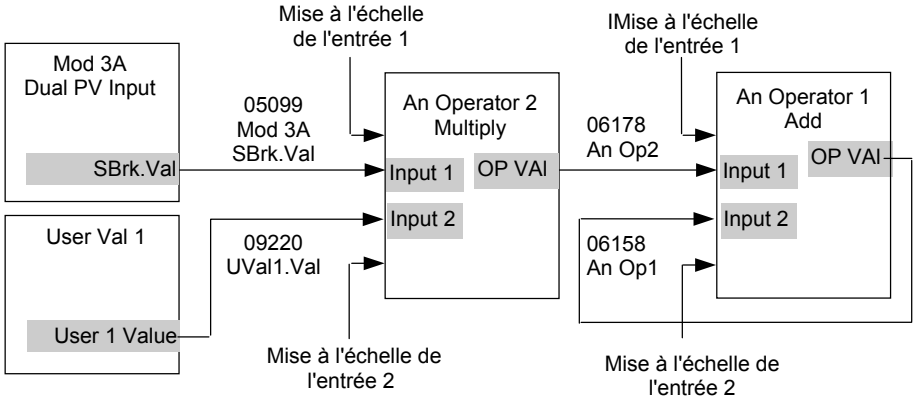 Mise à l'échelle
de l'entrée 1
IMise à l'échelle
de l'entrée 1
Mod 3A
Dual PV Input
SBrk.Val
05099
Mod 3A
SBrk.Val
An Operator 2
Multiply
Input 1
OP VAl
Input 2
06178
An Op2
An Operator 1
Add
Input 1
OP VAl
Input 2
User Val 1
User 1 Value
09220
UVal1.Val
06158
An Op1
Mise à l'échelle de
l'entrée 2
Mise à l'échelle de
l'entrée 2